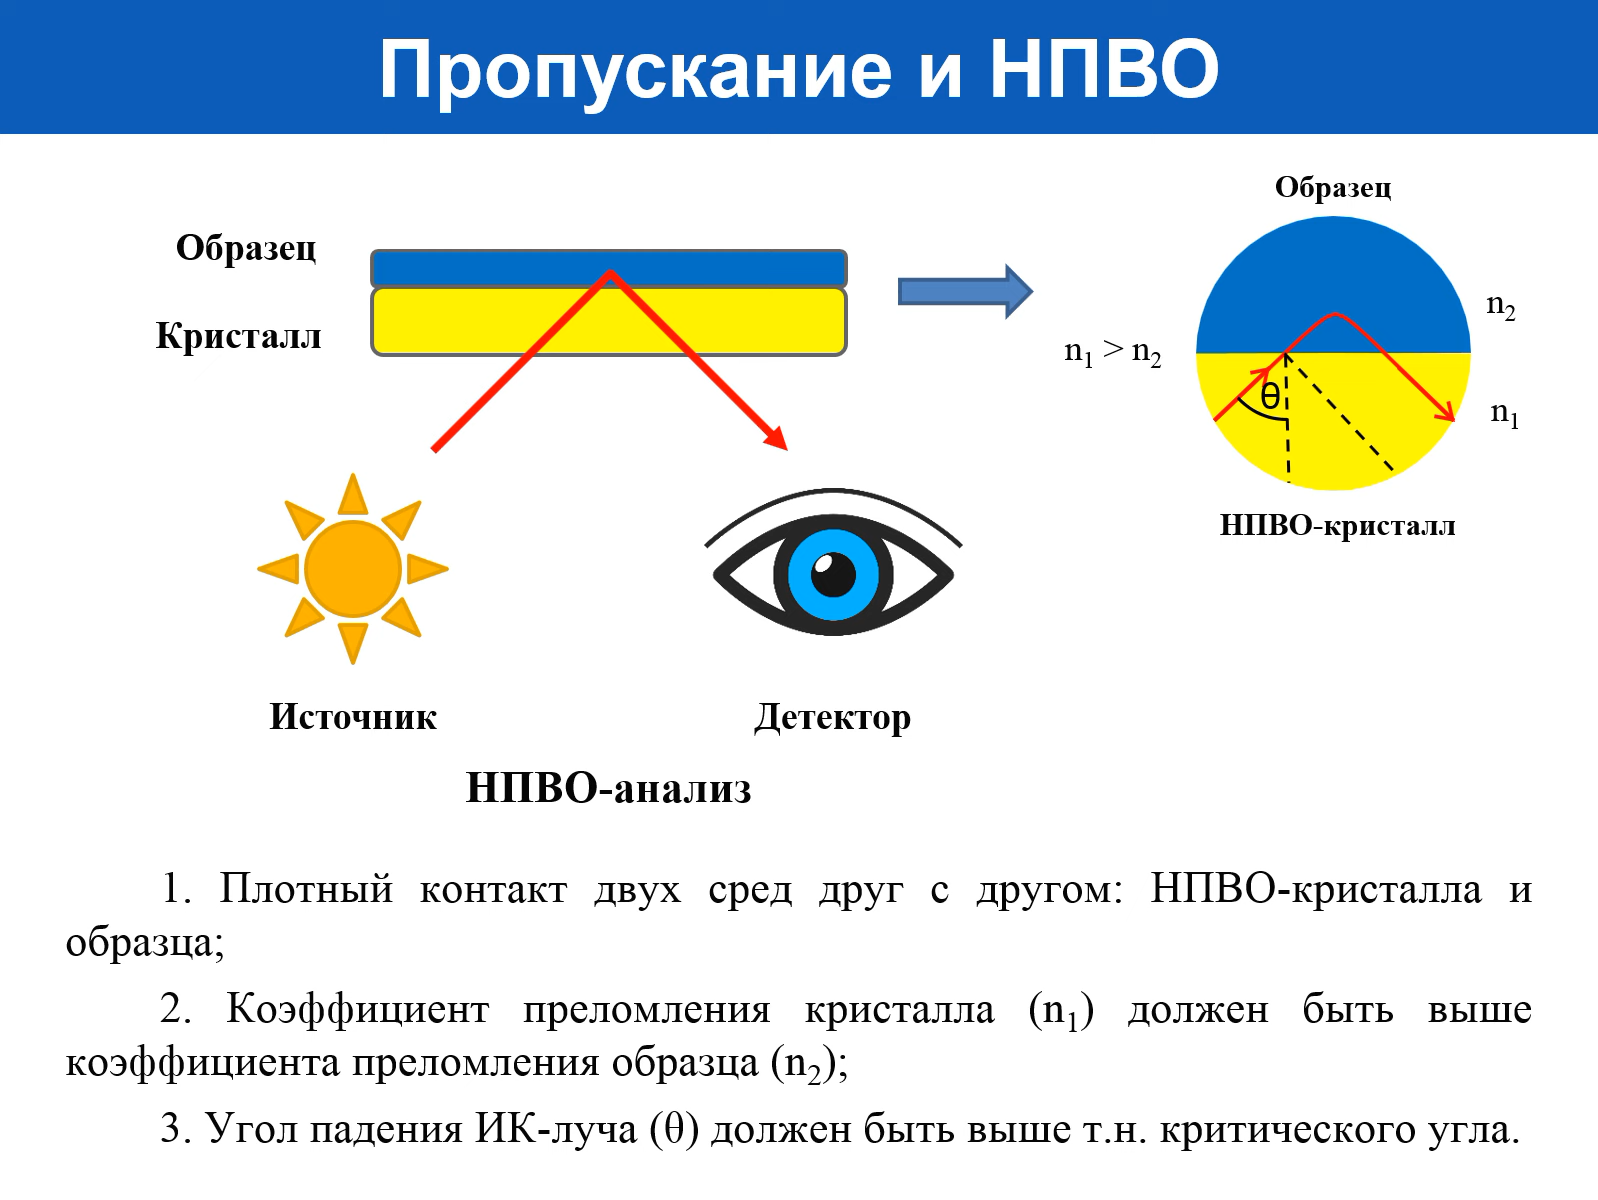 Пропускание и НПВО
Образец
Образец
Кристалл
n₁ > n₂
n₂
θ
n₁
НПВО-кристалл
Источник
Детектор
НПВО-анализ
1. Плотный контакт двух сред друг с другом: НПВО-кристалла и
образца;
2. Коэффициент преломления кристалла (n₁) должен быть выше
коэффициента преломления образца (n₂);
3. Угол падения ИК-луча (θ) должен быть выше т.н. критического угла.